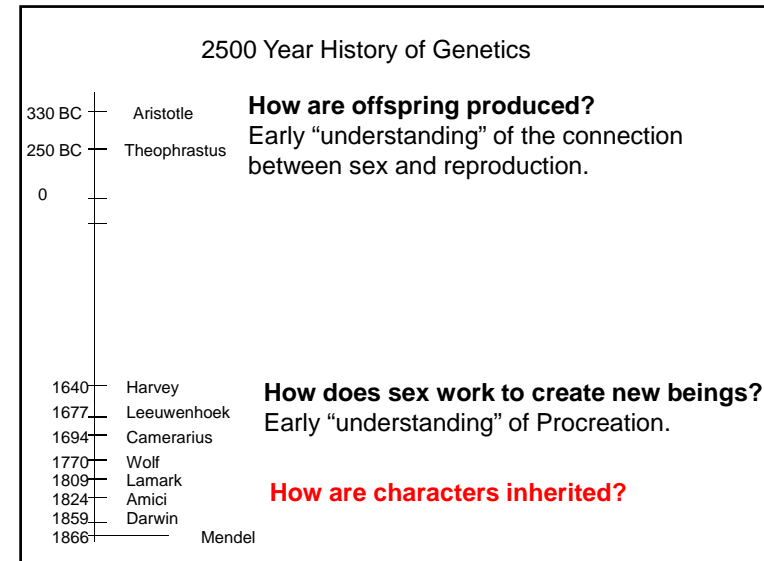 2500 Year History of Genetics
330 BC Aristotle
How are offspring produced?
Early “understanding” of the connection
250 BC Theophrastus
between sex and reproduction.
0
1640 Harvey
How does sex work to create new beings?
1677 Leeuwenhoek
Early “understanding” of Procreation.
1694 Camerarius
1770 Wolf
1809 Lamark
How are characters inherited?
1824 Amici
1859 Darwin
1866 Mendel